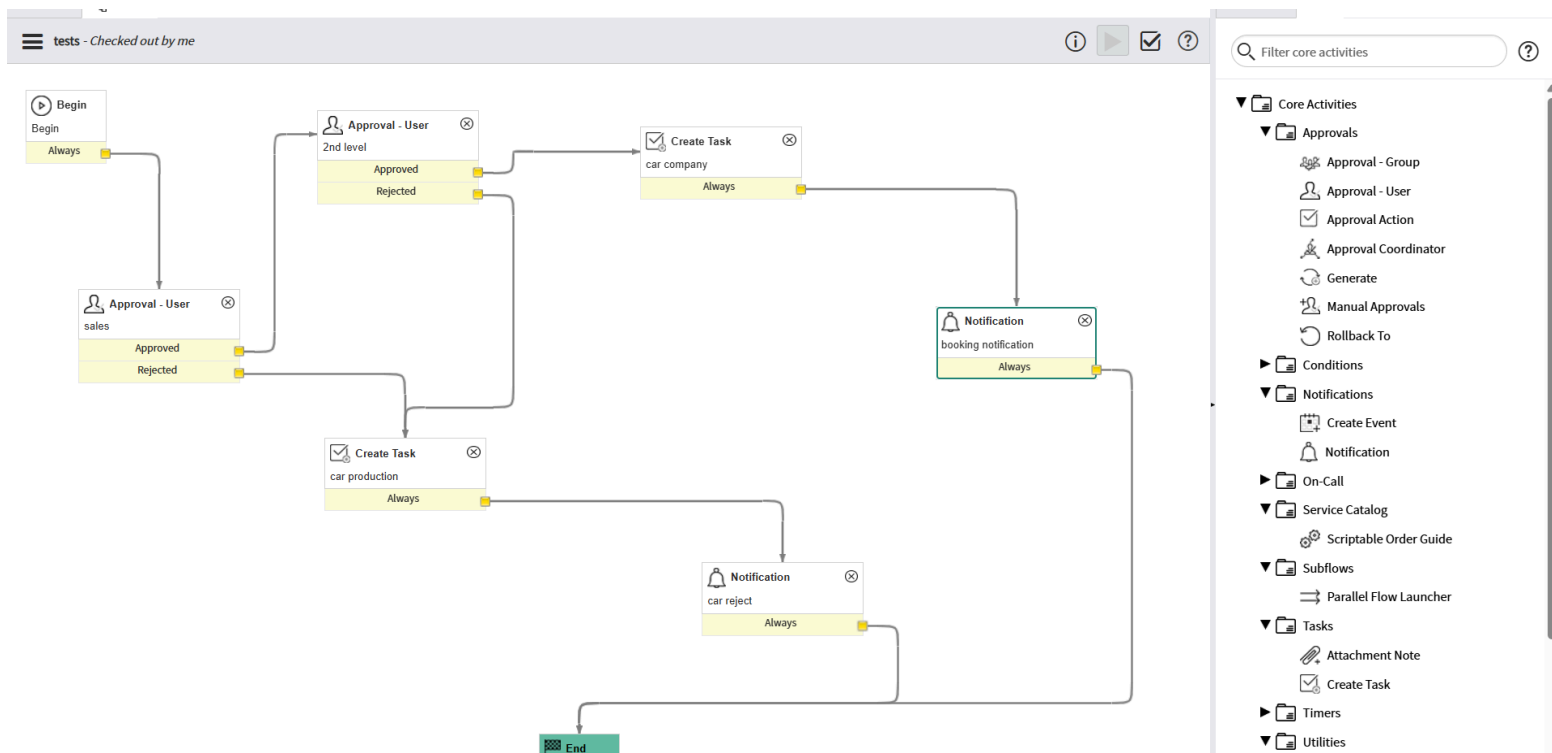 tests - Checked out by me
Begin
Begin
Always
Approval - User
2nd level
Approved
Rejected
Create Task
car company
Always
Approval - User
sales
Approved
Rejected
Notification
booking notification
Always
Create Task
car production
Always
Notification
car reject
Always
End
Filter core activities
Core Activities
Approvals
Approval - Group
Approval - User
Approval Action
Approval Coordinator
Generate
Manual Approvals
Rollback To
Conditions
Notifications
Create Event
Notification
On-Call
Service Catalog
Scriptable Order Guide
Subflows
Parallel Flow Launcher
Tasks
Attachment Note
Create Task
Timers
Utilities